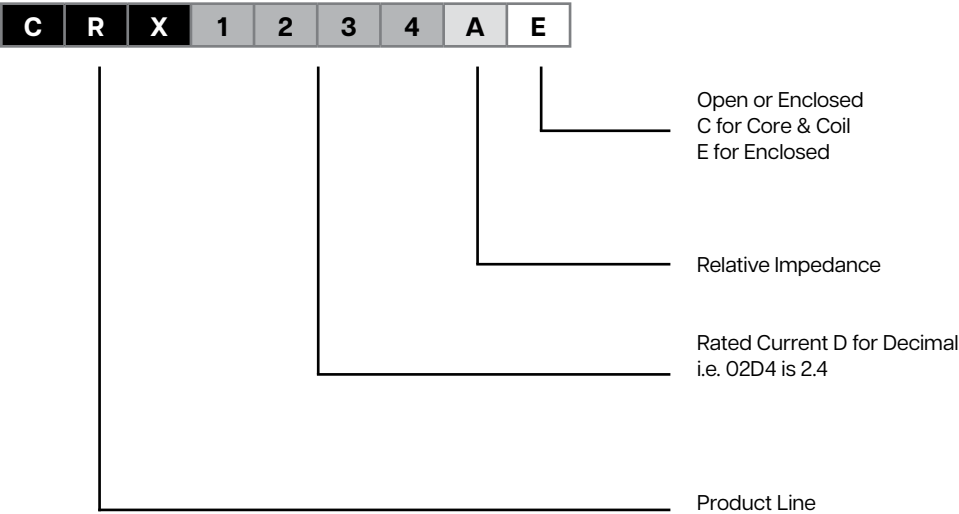 C R X 1 2 3 4 A E
Open or Enclosed
C for Core & Coil
E for Enclosed
Relative Impedance
Rated Current D for Decimal
i.e. 02D4 is 2.4
Product Line